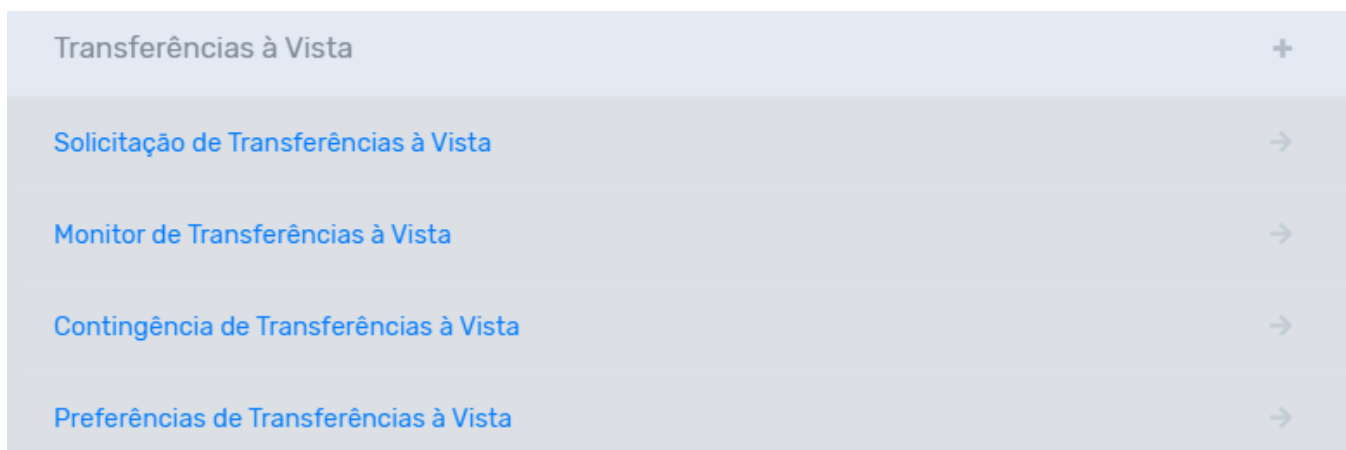 Transferências à Vista +
Solicitação de Transferências à Vista →
Monitor de Transferências à Vista →
Contingência de Transferências à Vista →
Preferências de Transferências à Vista →